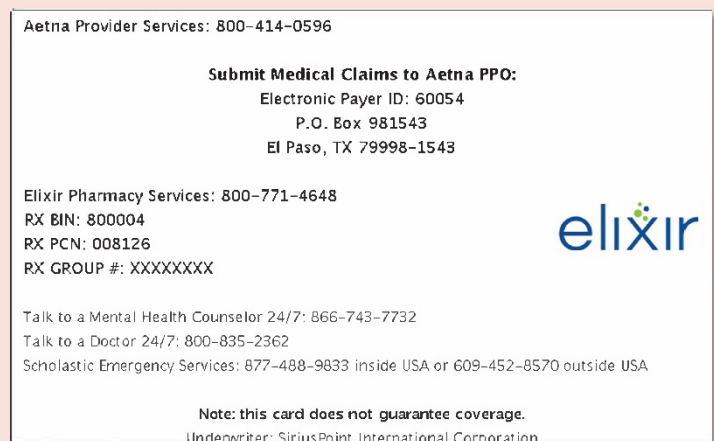 Aetna Provider Services: 800-414-0596
Submit Medical Claims to Aetna PPO:
Electronic Payer ID: 60054
P.O. Box 981543
El Paso, TX 79998-1543
Elixir Pharmacy Services: 800-771-4648
RX BIN: 800004
RX PCN: 008126
RX GROUP #: XXXXXXXX
elixir
Talk to a Mental Health Counselor 24/7: 866-743-7732
Talk to a Doctor 24/7: 800-835-2362
Scholastic Emergency Services: 877-488-9833 inside USA or 609-452-8570 outside USA
Note: this card does not guarantee coverage.
Underwriter: SiriusPoint International Corporation